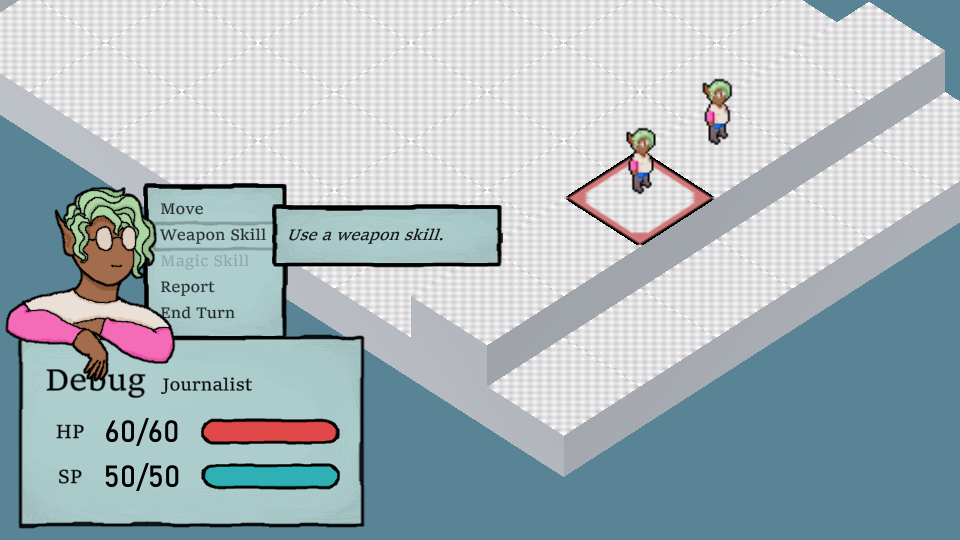 Move
Weapon Skill
Use a weapon skill.
Magic Skill
Report
End Turn
Debug Journalist
HP 60/60
SP 50/50